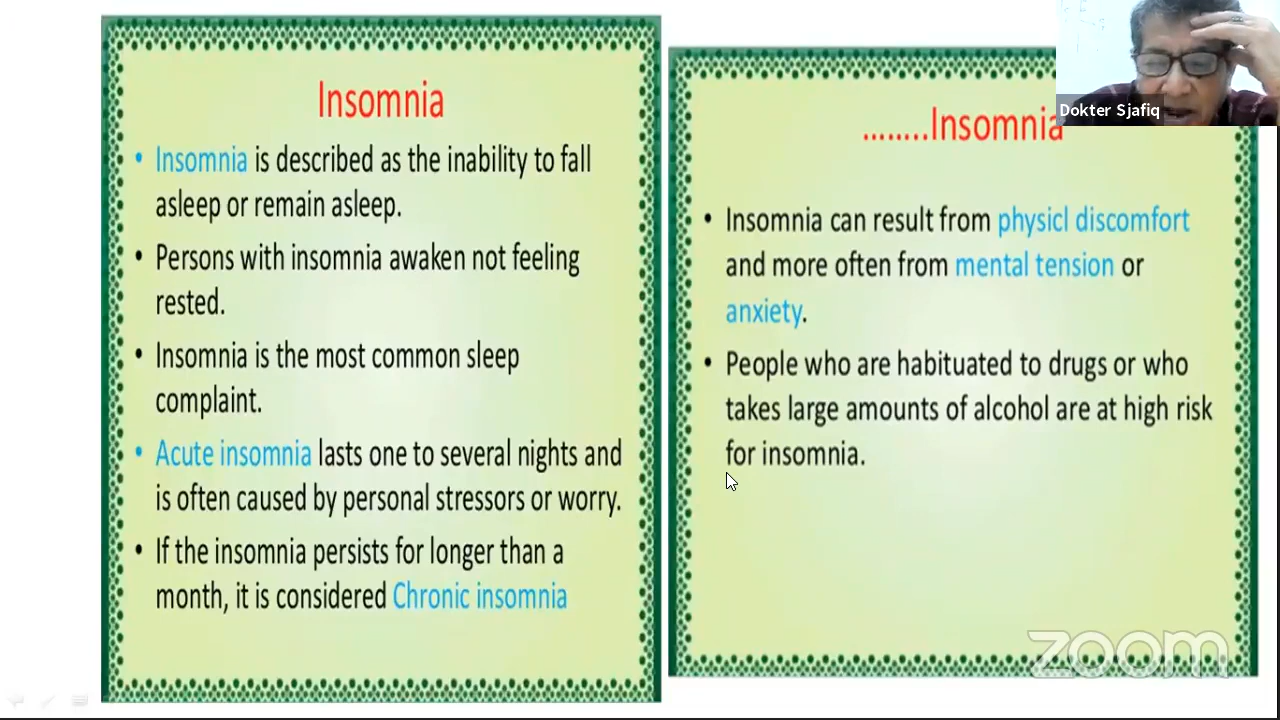 Insomnia
• Insomnia is described as the inability to fall
asleep or remain asleep.
• Persons with insomnia awaken not feeling
rested.
• Insomnia is the most common sleep
complaint.
• Acute insomnia lasts one to several nights and
is often caused by personal stressors or worry.
• If the insomnia persists for longer than a
month, it is considered Chronic insomnia
........Insomnia
• Insomnia can result from physicl discomfort
and more often from mental tension or
anxiety.
• People who are habituated to drugs or who
takes large amounts of alcohol are at high risk
for insomnia.
Dokter Sjafiq
zoom